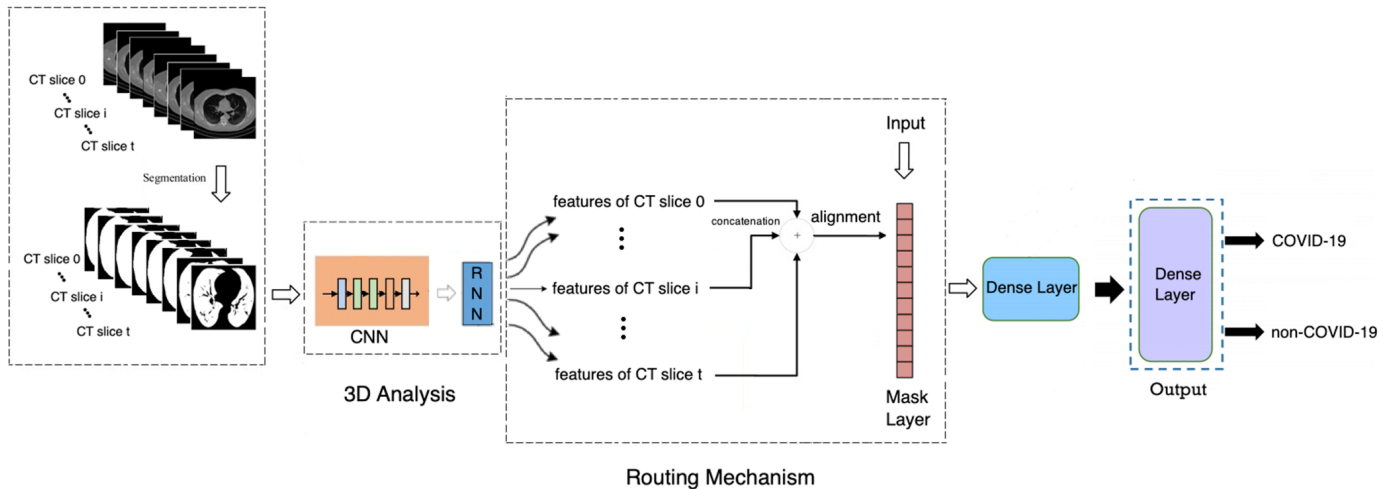 CT slice 0
CT slice i
CT slice t
Segmentation
CT slice 0
CT slice i
CT slice t
CNN
R
N
N
3D Analysis
features of CT slice 0
concatenation
+
alignment
features of CT slice i
features of CT slice t
Input
Mask
Layer
Routing Mechanism
Dense Layer
Dense
Layer
Output
COVID-19
non-COVID-19